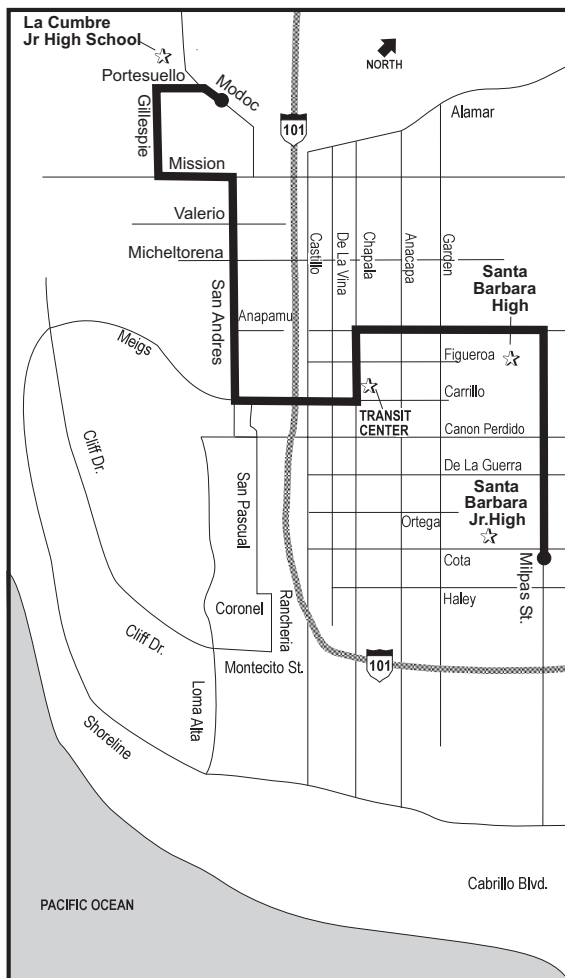 La Cumbre
Jr High School
NORTH
Portesuello
Modoc
Gillespie
101
Alamar
Mission
Valerio
Micheltorena
San Andres
Anapamu
Castillo
De La Vina
Chapala
Anacapa
Garden
Santa
Barbara
High
Meigs
Figueroa
Carrillo
TRANSIT
CENTER
Canon Perdido
Cliff Dr.
De La Guerra
San Pascual
Santa
Barbara
Jr.High
Ortega
Cota
Milpas St.
Haley
Rancheria
Coronel
Cliff Dr.
Montecito St.
101
Loma Alta
Shoreline
Cabrillo Blvd.
PACIFIC OCEAN